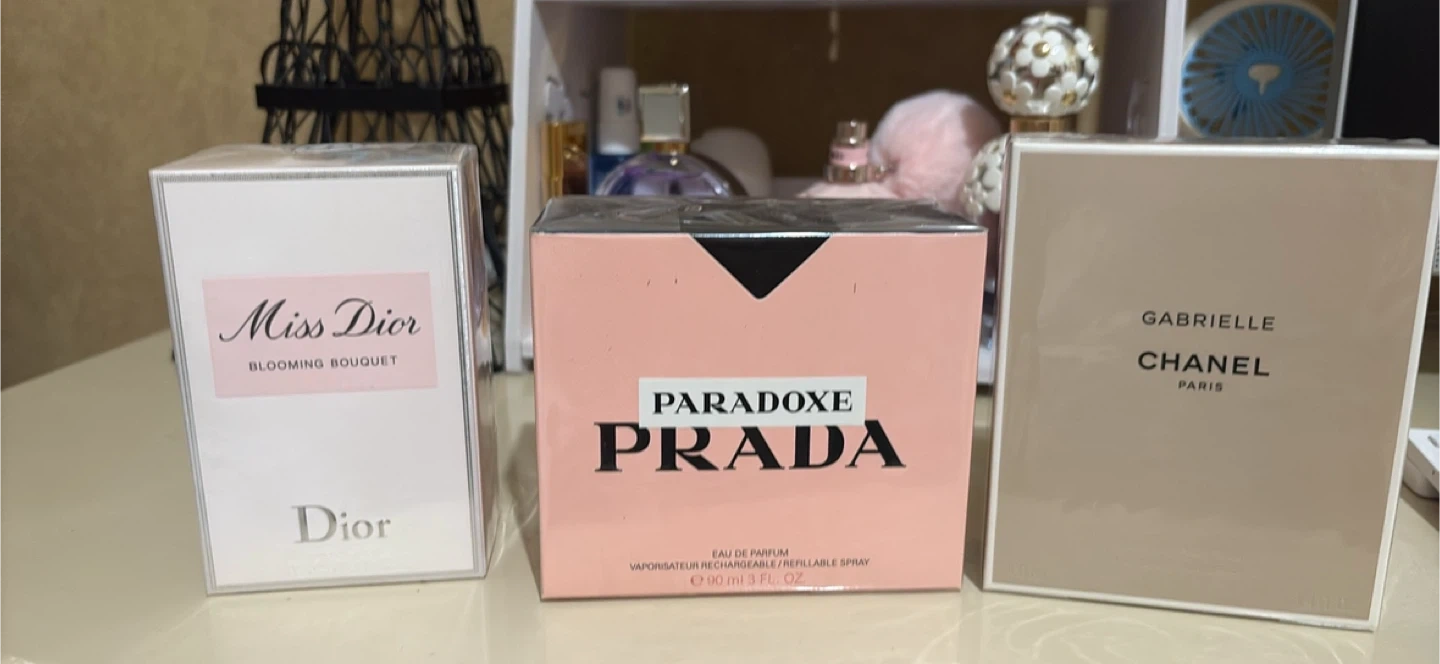 Miss Dior
BLOOMING BOUQUET
Dior
PARADOXE
PRADA
EAU DE PARFUM
VAPORISATEUR RECHARGEABLE / REFILLABLE SPRAY
℮ 90 ml 3 FL. OZ.
GABRIELLE
CHANEL
PARIS